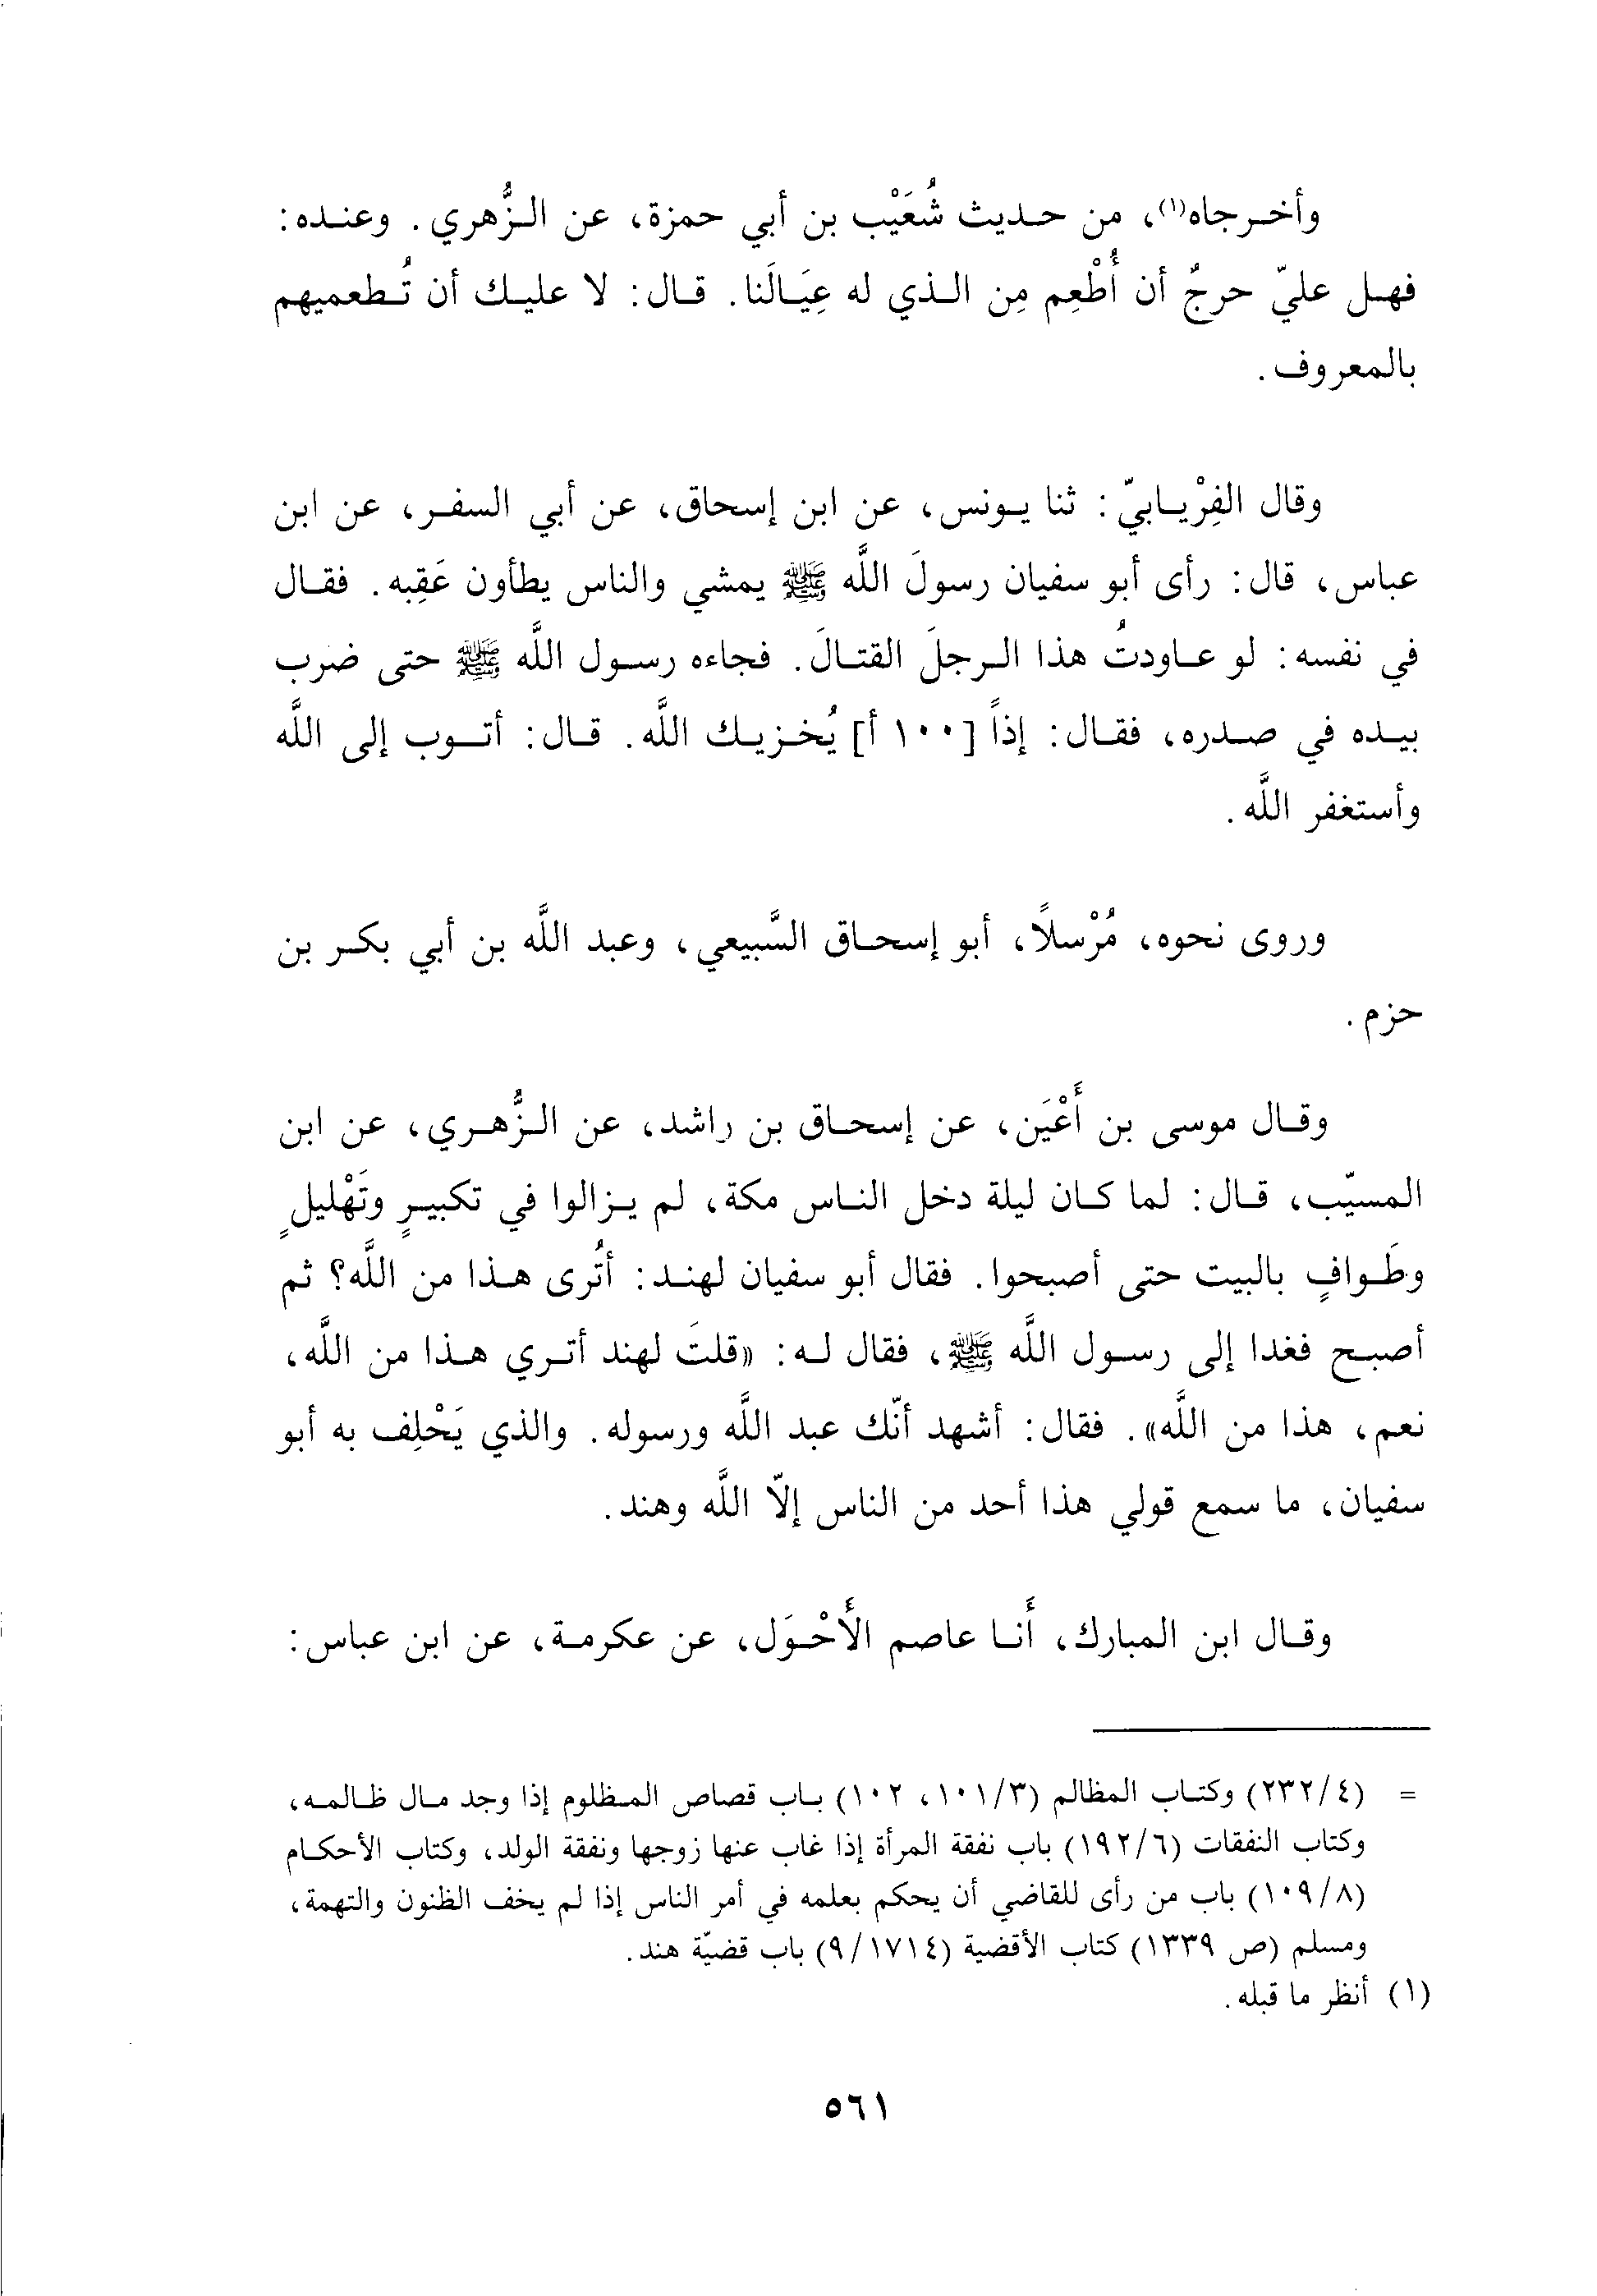 وأخرجاه(١)، من حديث شُعَيْب بن أبي حمزة، عن الزُّهري. وعنده:
فهل عليّ حرجٌ أن أُطْعِم مِن الذي له عِيَالَنا. قال: لا عليك أن تُطعميهم
بالمعروف.
وقال الفِرْيابيّ: ثنا يونس، عن ابن إسحاق، عن أبي السفر، عن ابن
عباس، قال: رأى أبو سفيان رسولَ اللَّه ﷺ يمشي والناس يطأون عَقِبه. فقال
في نفسه: لو عاودتُ هذا الرجلَ القتالَ. فجاءه رسول اللَّه ﷺ حتى ضرب
بيده في صدره، فقال: إذاً [١٠٠ أ] يُخزيك اللَّه. قال: أتوب إلى اللَّه
وأستغفر اللَّه.
وروى نحوه، مُرْسلًا، أبو إسحاق السَّبيعي، وعبد اللَّه بن أبي بكر بن
حزم.
وقال موسى بن أَعْيَن، عن إسحاق بن راشد، عن الزُّهري، عن ابن
المسيّب، قال: لما كان ليلة دخل الناس مكة، لم يزالوا في تكبيرٍ وتَهْليلٍ
وطَوافٍ بالبيت حتى أصبحوا. فقال أبو سفيان لهند: أتُرى هذا من اللَّه؟ ثم
أصبح فغدا إلى رسول اللَّه ﷺ، فقال له: «قلتَ لهند أتري هذا من اللَّه،
نعم، هذا من اللَّه». فقال: أشهد أنّك عبد اللَّه ورسوله. والذي يَحْلِف به أبو
سفيان، ما سمع قولي هذا أحد من الناس إلّا اللَّه وهند.
وقال ابن المبارك، أَنا عاصم الأَحْوَل، عن عكرمة، عن ابن عباس:
= (٢٣٢/٤) وكتاب المظالم (١٠١/٣، ١٠٢) باب قصاص المظلوم إذا وجد مال ظالمه،
وكتاب النفقات (١٩٢/٦) باب نفقة المرأة إذا غاب عنها زوجها ونفقة الولد، وكتاب الأحكام
(١٠٩/٨) باب من رأى للقاضي أن يحكم بعلمه في أمر الناس إذا لم يخف الظنون والتهمة،
ومسلم (ص ١٣٣٩) كتاب الأقضية (٩/١٧١٤) باب قضيّة هند.
(١) أنظر ما قبله.
٥٦١